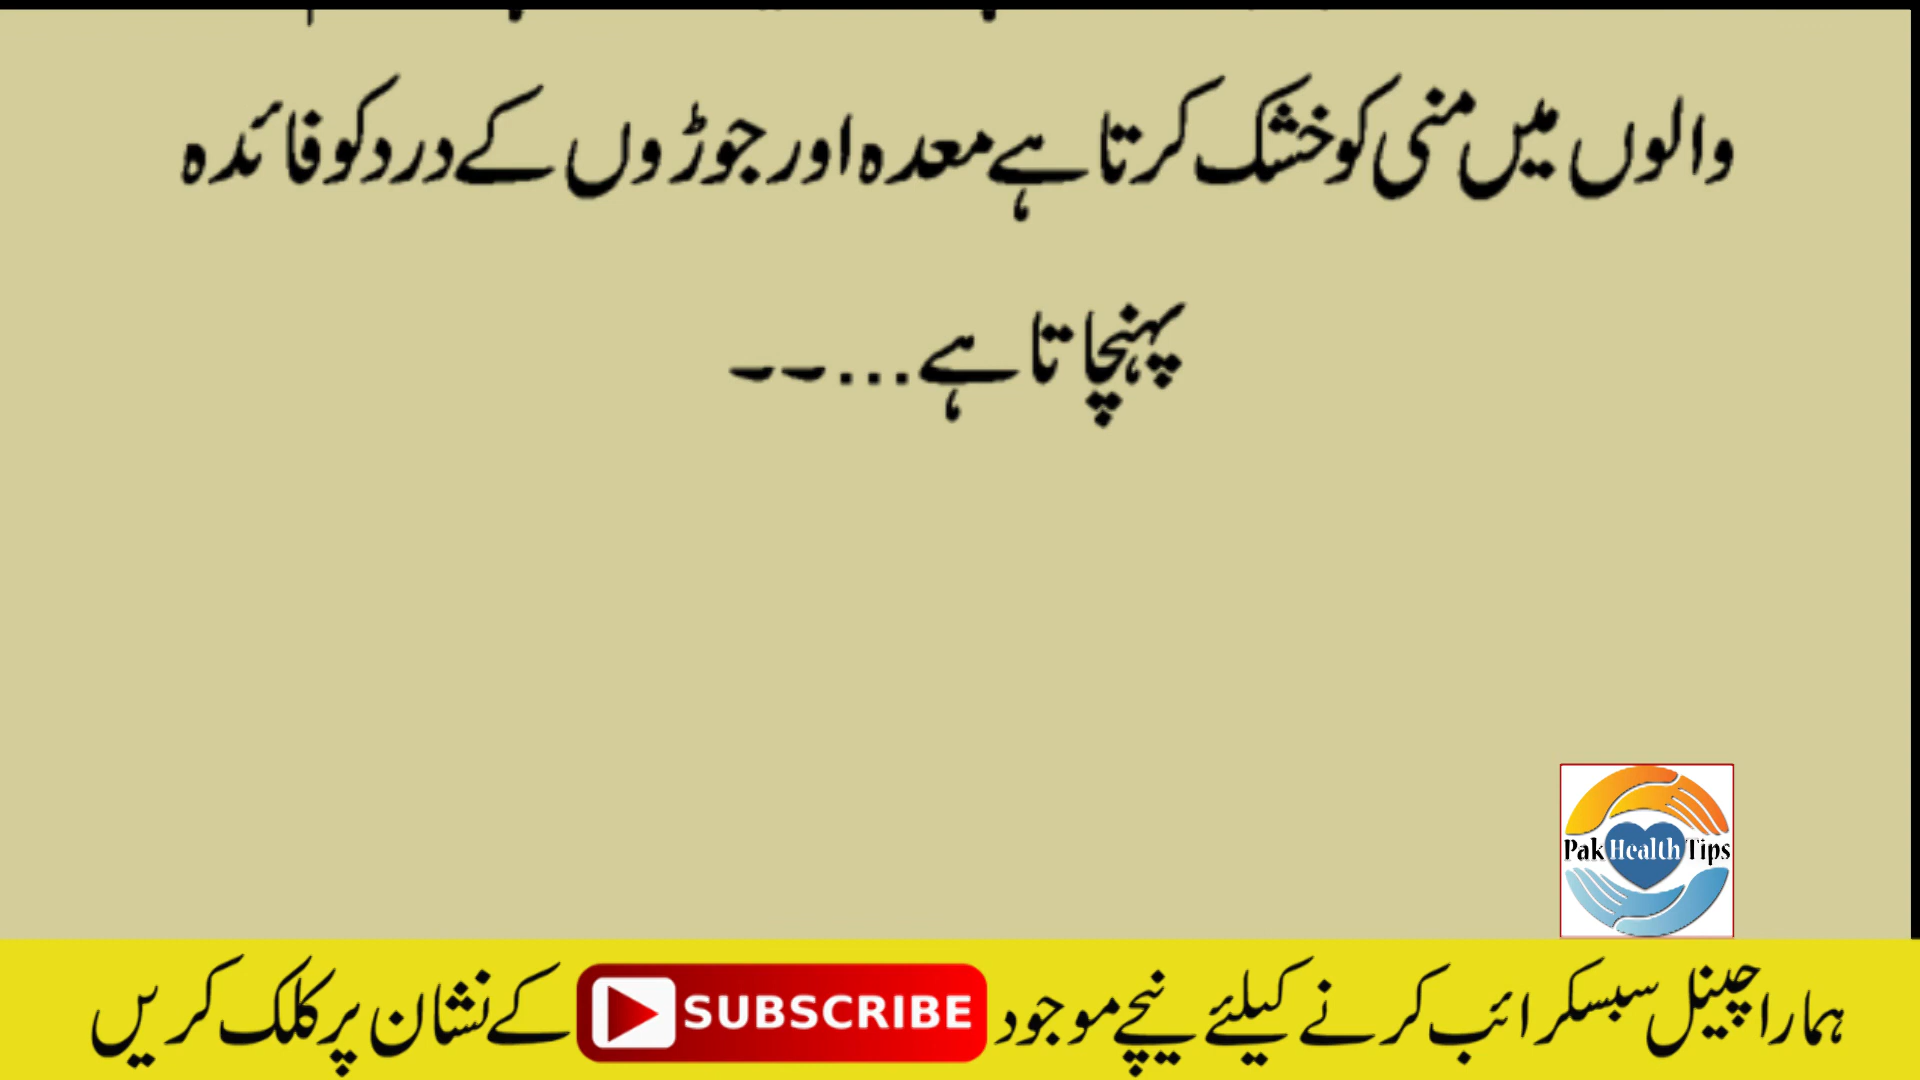 والوں میں منی کو خشک کرتا ہے معدہ اور جوڑوں کے درد کو فائدہ
پہنچاتا ہے...۔۔
Pak Health Tips
ہمارا چینل سبسکرائب کرنے کیلئے نیچے موجود SUBSCRIBE کے نشان پر کلک کریں